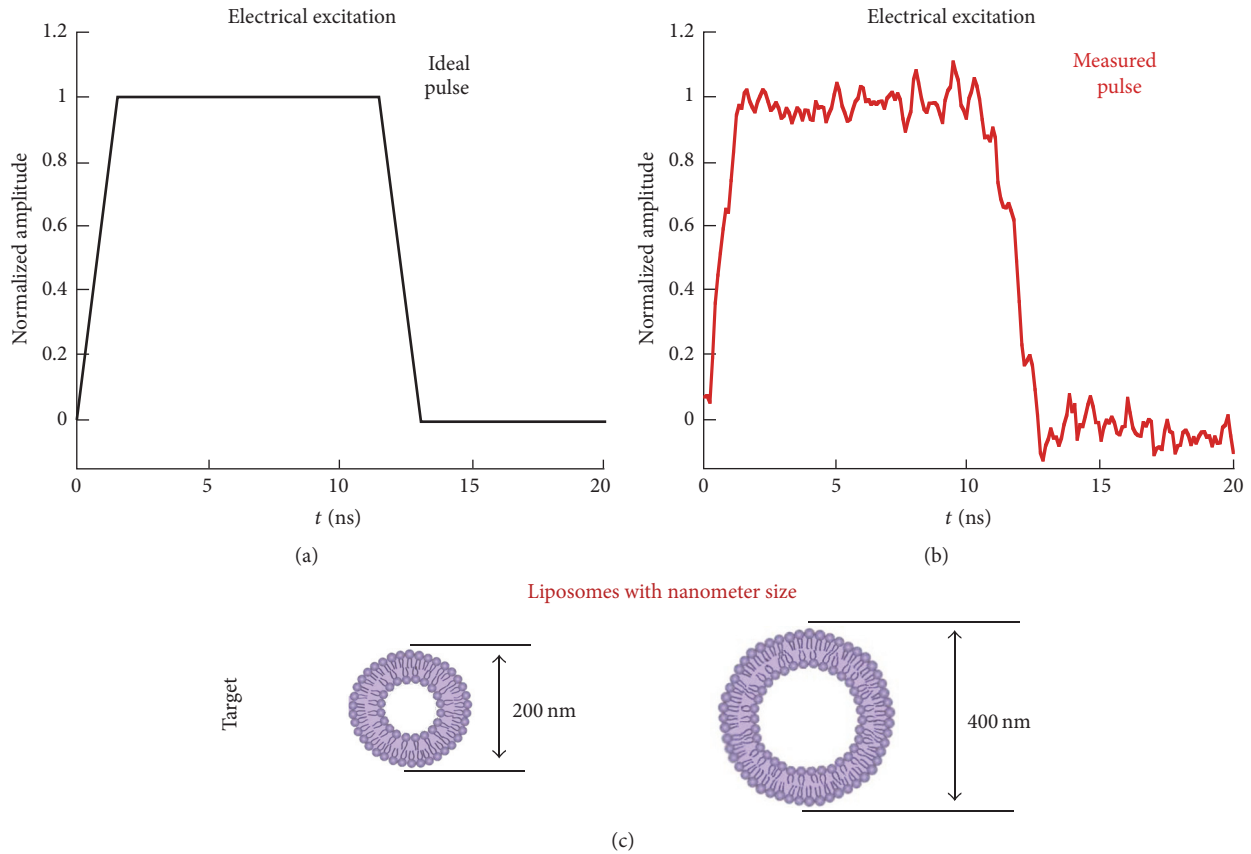 Electrical excitation
1.2
1
0.8
0.6
0.4
0.2
0
Normalized amplitude
Ideal
pulse
0
5
10
15
20
t (ns)
(a)
Electrical excitation
1.2
1
0.8
0.6
0.4
0.2
0
Normalized amplitude
Measured
pulse
0
5
10
15
20
t (ns)
(b)
Liposomes with nanometer size
Target
200 nm
400 nm
(c)